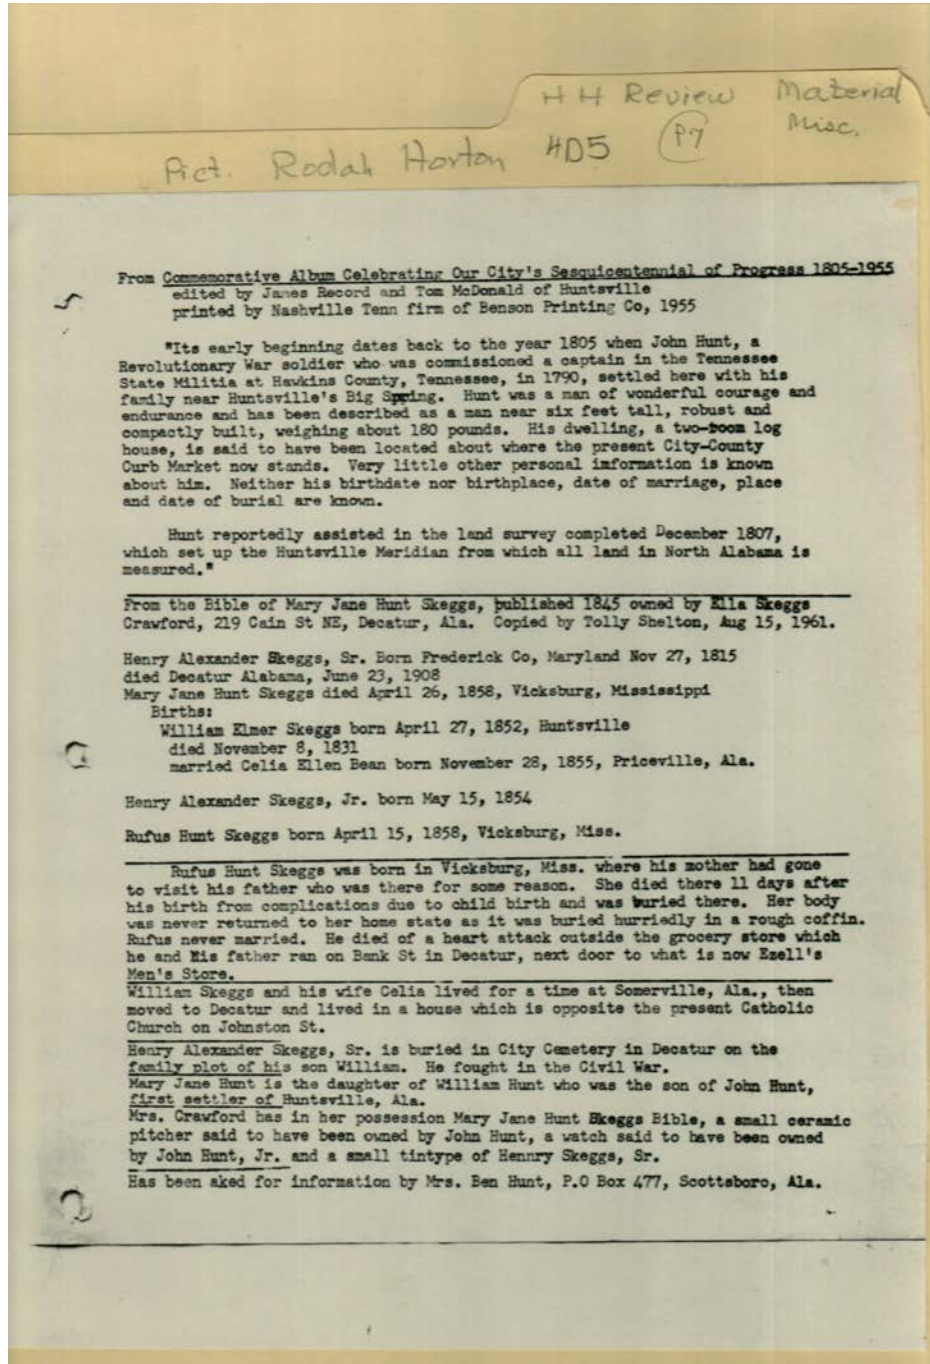 HH Review Material
Misc.
Pict. Rodah Horton 4D5 P7
From Commemorative Album Celebrating Our City's Sesquicentennial of Progress 1805-1955
edited by James Record and Tom McDonald of Huntsville
printed by Nashville Tenn firm of Benson Printing Co, 1955
"Its early beginning dates back to the year 1805 when John Hunt, a
Revolutionary War soldier who was commissioned a captain in the Tennessee
State Militia at Hawkins County, Tennessee, in 1790, settled here with his
family near Huntsville's Big Spring. Hunt was a man of wonderful courage and
endurance and has been described as a man near six feet tall, robust and
compactly built, weighing about 180 pounds. His dwelling, a two-boom log
house, is said to have been located about where the present City-County
Curb Market now stands. Very little other personal imformation is known
about him. Neither his birthdate nor birthplace, date of marriage, place
and date of burial are known.
Hunt reportedly assisted in the land survey completed December 1807,
which set up the Huntsville Meridian from which all land in North Alabama is
measured."
From the Bible of Mary Jane Hunt Skeggs, published 1845 owned by Ella Skeggs
Crawford, 219 Cain St NE, Decatur, Ala. Copied by Tolly Shelton, Aug 15, 1961.
Henry Alexander Skeggs, Sr. Born Frederick Co, Maryland Nov 27, 1815
died Decatur Alabama, June 23, 1908
Mary Jane Hunt Skeggs died April 26, 1858, Vicksburg, Mississippi
Births:
William Elmer Skeggs born April 27, 1852, Huntsville
died November 8, 1831
married Celia Ellen Bean born November 28, 1855, Priceville, Ala.
Henry Alexander Skeggs, Jr. born May 15, 1854
Rufus Hunt Skeggs born April 15, 1858, Vicksburg, Miss.
Rufus Hunt Skeggs was born in Vicksburg, Miss. where his mother had gone
to visit his father who was there for some reason. She died there 11 days after
his birth from complications due to child birth and was buried there. Her body
was never returned to her home state as it was buried hurriedly in a rough coffin.
Rufus never married. He died of a heart attack outside the grocery store which
he and His father ran on Bank St in Decatur, next door to what is now Ezell's
Men's Store.
William Skeggs and his wife Celia lived for a time at Somerville, Ala., then
moved to Decatur and lived in a house which is opposite the present Catholic
Church on Johnston St.
Henry Alexander Skeggs, Sr. is buried in City Cemetery in Decatur on the
family plot of his son William. He fought in the Civil War.
Mary Jane Hunt is the daughter of William Hunt who was the son of John Hunt,
first settler of Huntsville, Ala.
Mrs. Crawford has in her possession Mary Jane Hunt Skeggs Bible, a small ceramic
pitcher said to have been owned by John Hunt, a watch said to have been owned
by John Hunt, Jr. and a small tintype of Hennry Skeggs, Sr.
Has been aked for information by Mrs. Ben Hunt, P.O Box 477, Scottsboro, Ala.